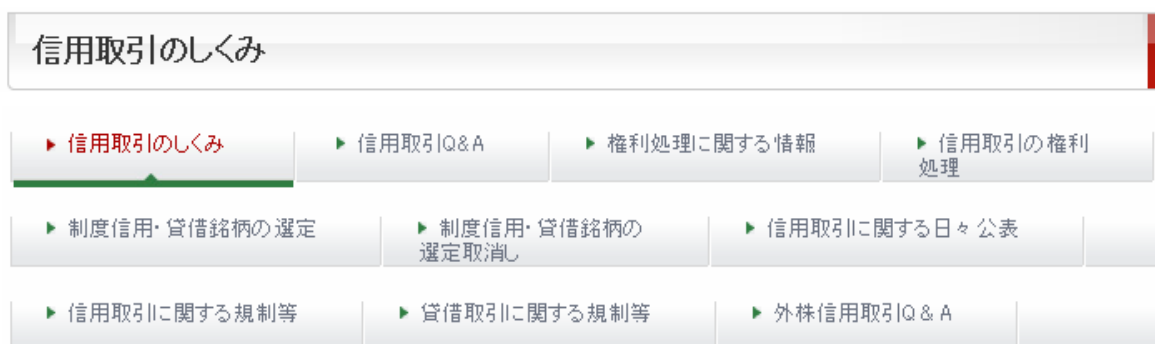 信用取引のしくみ
信用取引のしくみ
信用取引Q&A
権利処理に関する情報
信用取引の権利
処理
制度信用・貸借銘柄の選定
制度信用・貸借銘柄の
選定取消し
信用取引に関する日々公表
信用取引に関する規制等
貸借取引に関する規制等
外株信用取引Q&A